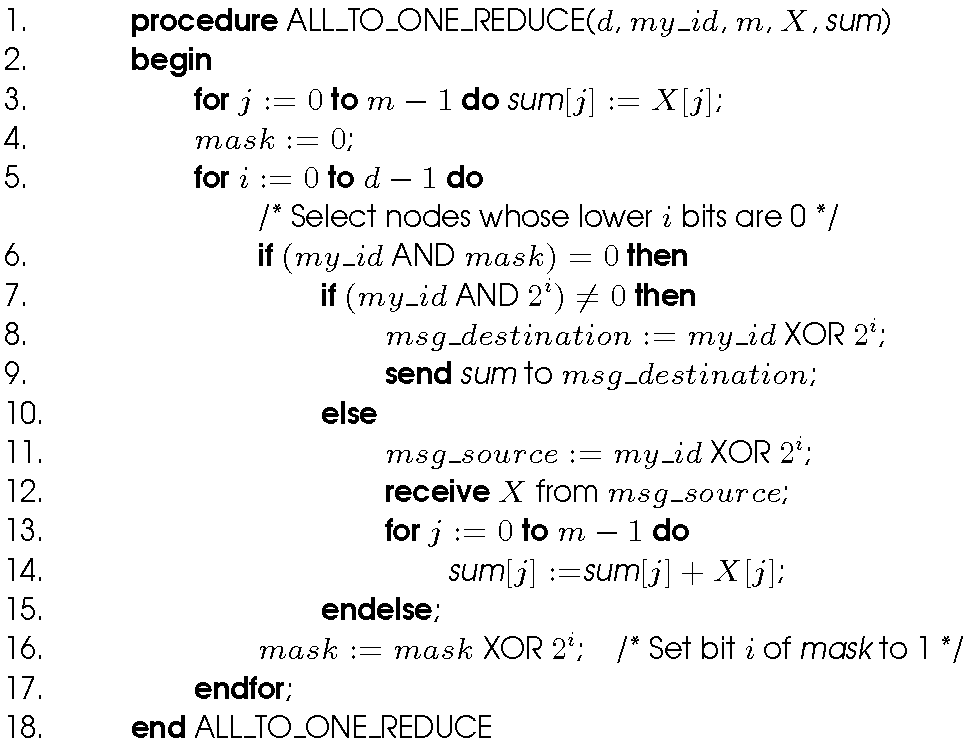 1. procedure ALL_TO_ONE_REDUCE(d, my_id, m, X, sum)
2. begin
3. for j := 0 to m − 1 do sum[j] := X[j];
4. mask := 0;
5. for i := 0 to d − 1 do
/* Select nodes whose lower i bits are 0 */
6. if (my_id AND mask) = 0 then
7. if (my_id AND 2^i) ≠ 0 then
8. msg_destination := my_id XOR 2^i;
9. send sum to msg_destination;
10. else
11. msg_source := my_id XOR 2^i;
12. receive X from msg_source;
13. for j := 0 to m − 1 do
14. sum[j] :=sum[j] + X[j];
15. endelse;
16. mask := mask XOR 2^i; /* Set bit i of mask to 1 */
17. endfor;
18. end ALL_TO_ONE_REDUCE